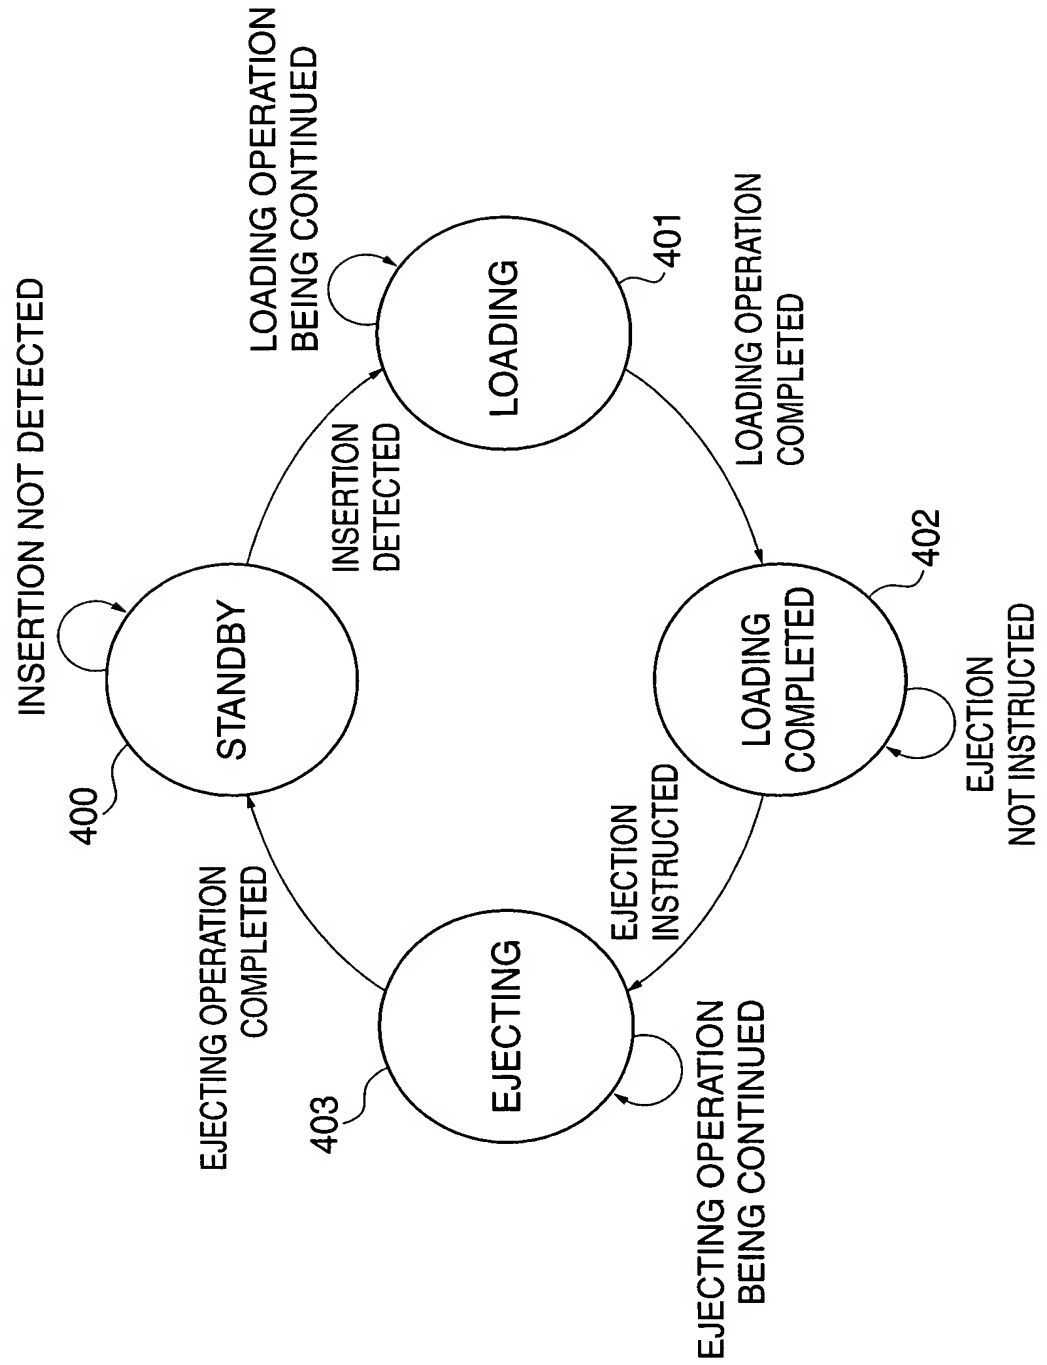 INSERTION NOT DETECTED
400
STANDBY
LOADING OPERATION
BEING CONTINUED
INSERTION
DETECTED
LOADING
401
LOADING OPERATION
COMPLETED
LOADING
COMPLETED
402
EJECTION
NOT INSTRUCTED
EJECTION
INSTRUCTED
EJECTING
403
EJECTING OPERATION
BEING CONTINUED
EJECTING OPERATION
COMPLETED